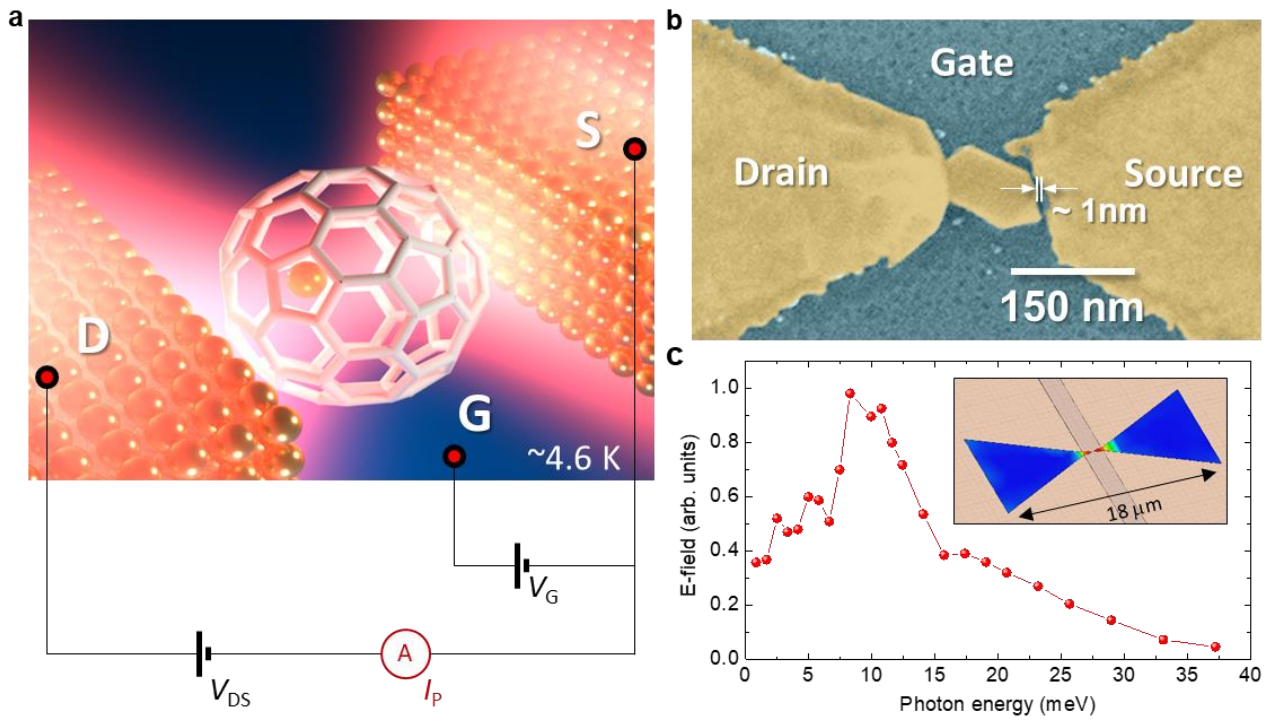 a
S
D
G
~4.6 K
V_G
V_DS
A
I_P
b
Gate
Drain
Source
~ 1nm
150 nm
c
E-field (arb. units)
1.0
0.8
0.6
0.4
0.2
0.0
18 μm
0 5 10 15 20 25 30 35 40
Photon energy (meV)